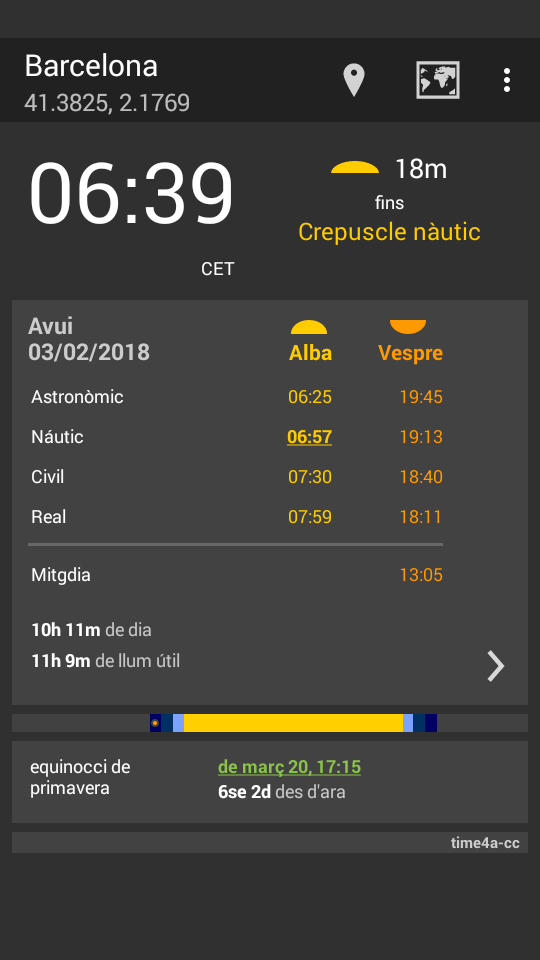 Barcelona
41.3825, 2.1769
06:39
CET
18m
fins
Crepuscle nàutic
Avui
03/02/2018
Alba
Vespre
Astronòmic 06:25 19:45
Náutic 06:57 19:13
Civil 07:30 18:40
Real 07:59 18:11
Mitgdia 13:05
10h 11m de dia
11h 9m de llum útil
equinocci de
primavera
de març 20, 17:15
6se 2d des d'ara
time4a-cc